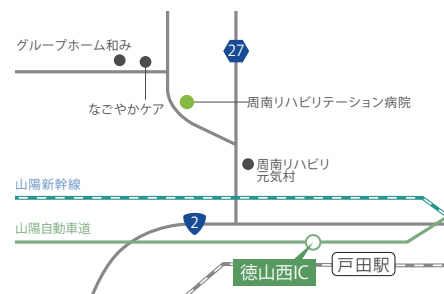 グループホーム和み
27
なごやかケア
周南リハビリテーション病院
周南リハビリ
元気村
山陽新幹線
2
山陽自動車道
徳山西IC
戸田駅